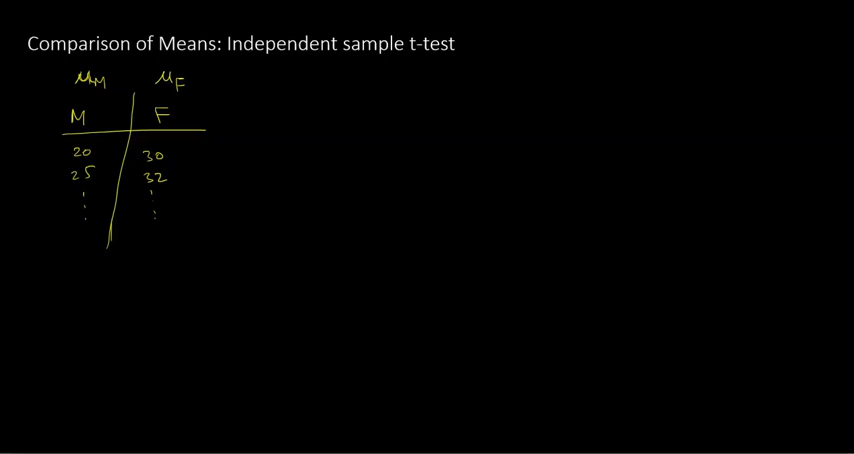 Comparison of Means: Independent sample t-test
μM μF
M F
20 30
25 32
⋮ ⋮